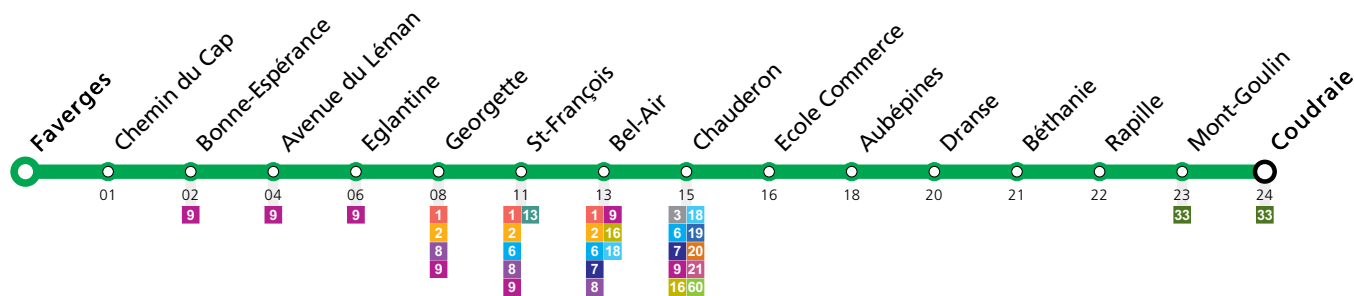 Faverges
Chemin du Cap
Bonne-Espérance
Avenue du Léman
Eglantine
Georgette
St-François
Bel-Air
Chauderon
Ecole Commerce
Aubépines
Dranse
Béthanie
Rapille
Mont-Goulin
Coudraie
01 02 04 06 08 11 13 15 16 18 20 21 22 23 24
9 9 9 1 1 13 1 9 3 18 33 33
2 2 2 16 6 19
8 6 6 18 7 20
9 8 7 9 21
9 8 16 60